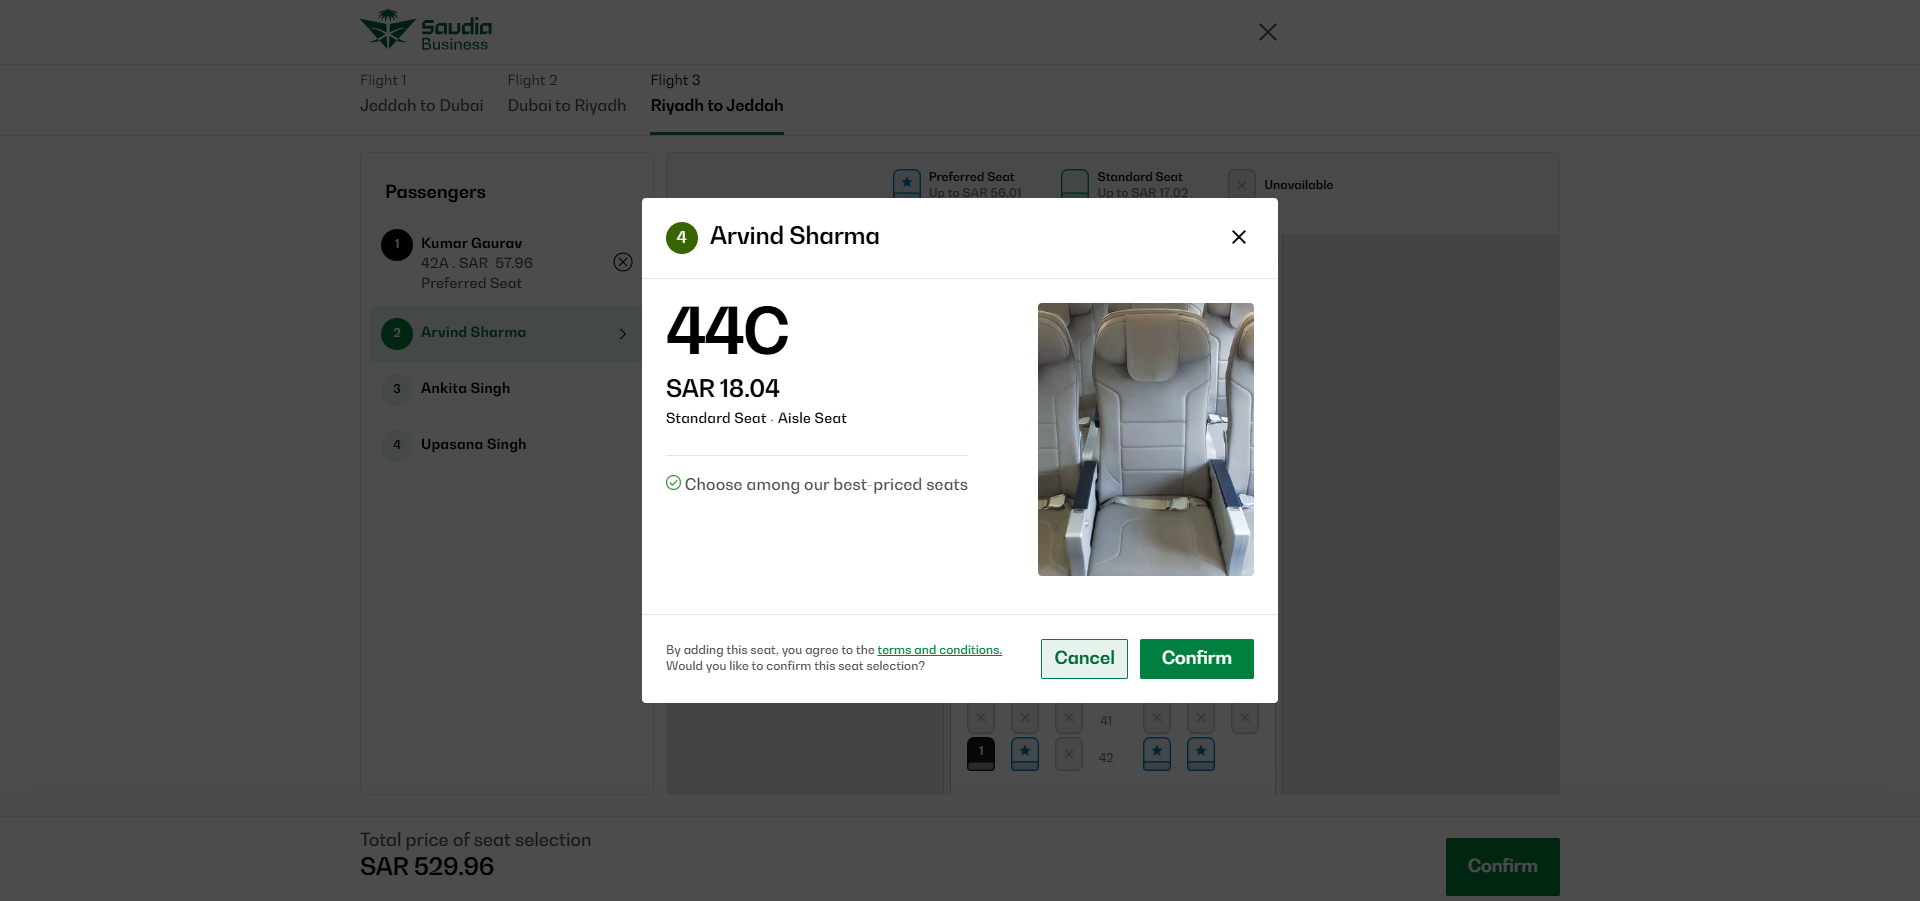 Saudia
Business
Flight 1
Jeddah to Dubai
Flight 2
Dubai to Riyadh
Flight 3
Riyadh to Jeddah
Passengers
1
Kumar Gaurav
42A . SAR 57.96
Preferred Seat
2
Arvind Sharma
3
Ankita Singh
4
Upasana Singh
Preferred Seat
Up to SAR 56.01
Standard Seat
Up to SAR 17.02
Unavailable
4
Arvind Sharma
44C
SAR 18.04
Standard Seat · Aisle Seat
Choose among our best-priced seats
By adding this seat, you agree to the terms and conditions.
Would you like to confirm this seat selection?
Cancel
Confirm
41
1
42
Total price of seat selection
SAR 529.96
Confirm